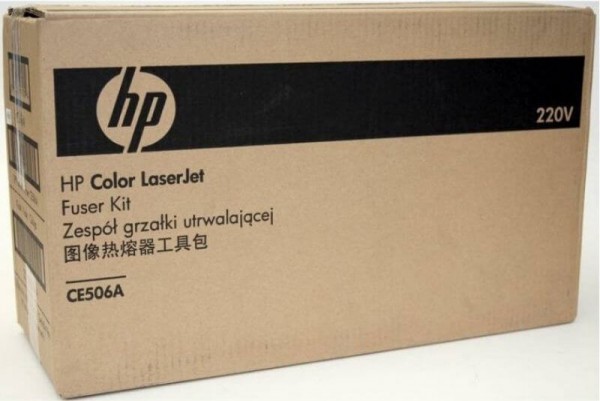 hp
220V
HP Color LaserJet
Fuser Kit
Zespół grzałki utrwalającej
图像热熔器工具包
CE506A